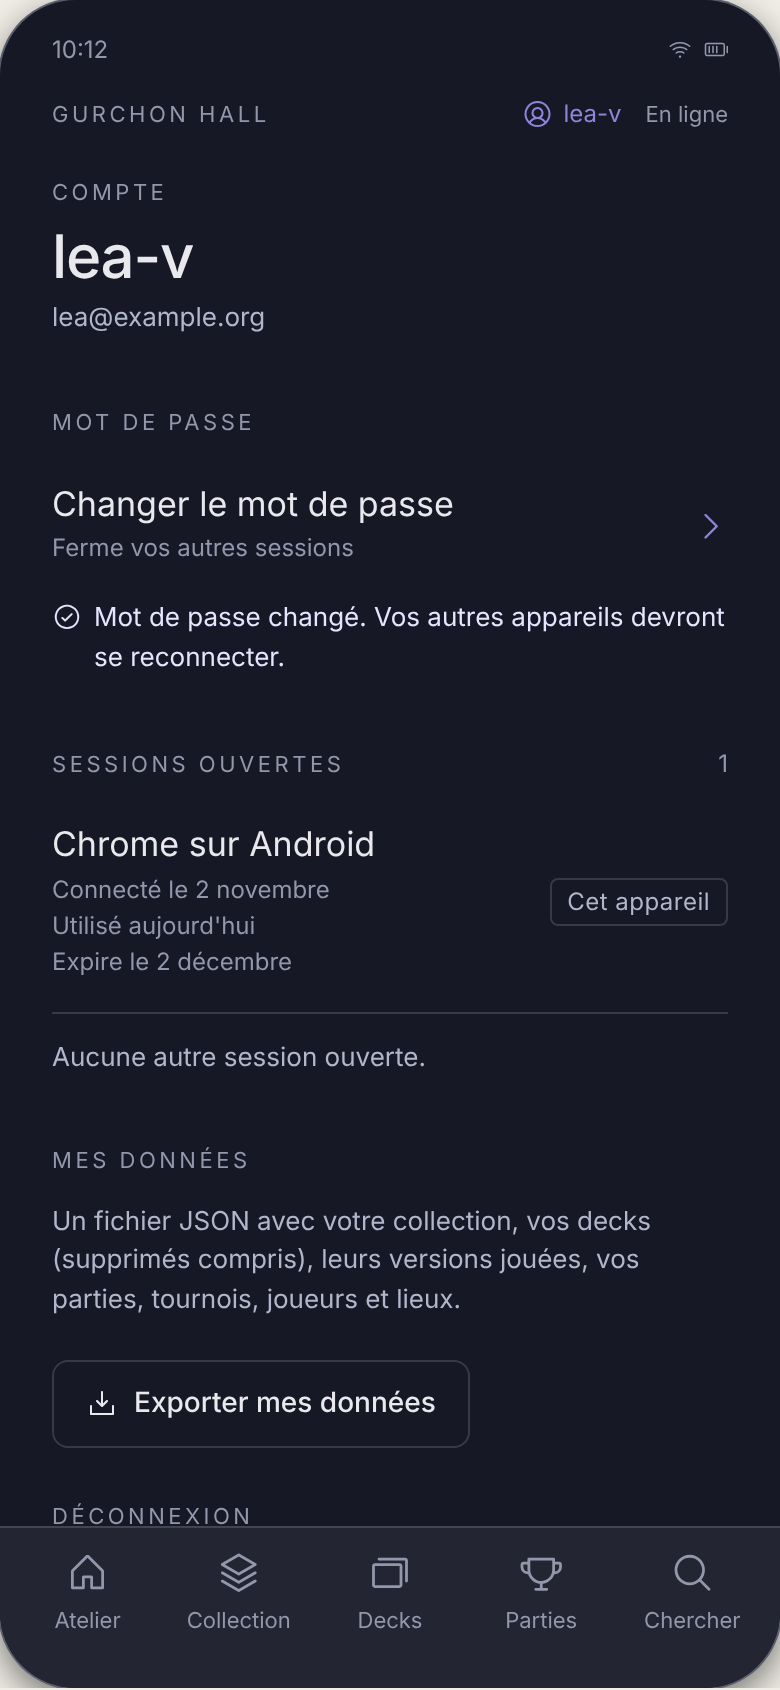 10:12
GURCHON HALL
lea-v
En ligne
COMPTE
lea-v
lea@example.org
MOT DE PASSE
Changer le mot de passe
Ferme vos autres sessions
Mot de passe changé. Vos autres appareils devront
se reconnecter.
SESSIONS OUVERTES
1
Chrome sur Android
Connecté le 2 novembre
Utilisé aujourd'hui
Expire le 2 décembre
Cet appareil
Aucune autre session ouverte.
MES DONNÉES
Un fichier JSON avec votre collection, vos decks
(supprimés compris), leurs versions jouées, vos
parties, tournois, joueurs et lieux.
Exporter mes données
DÉCONNEXION
Atelier
Collection
Decks
Parties
Chercher